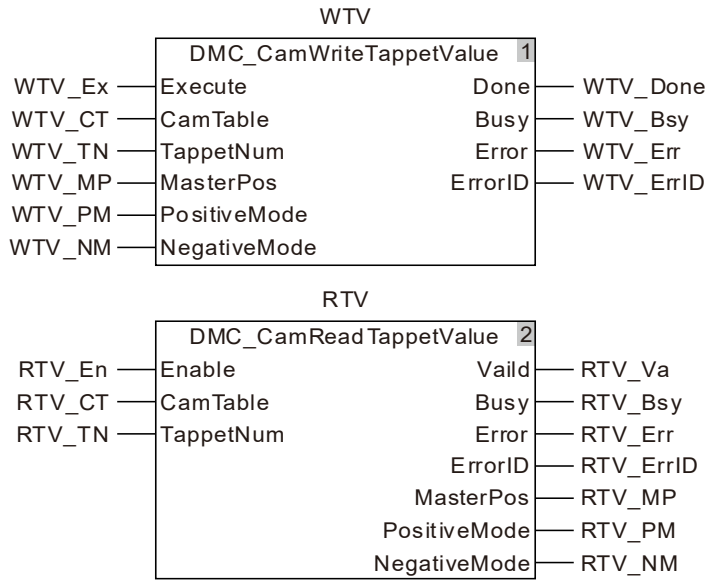 WTV
DMC_CamWriteTappetValue 1
WTV_Ex Execute Done WTV_Done
WTV_CT CamTable Busy WTV_Bsy
WTV_TN TappetNum Error WTV_Err
WTV_MP MasterPos ErrorID WTV_ErrID
WTV_PM PositiveMode
WTV_NM NegativeMode
RTV
DMC_CamReadTappetValue 2
RTV_En Enable Vaild RTV_Va
RTV_CT CamTable Busy RTV_Bsy
RTV_TN TappetNum Error RTV_Err
ErrorID RTV_ErrID
MasterPos RTV_MP
PositiveMode RTV_PM
NegativeMode RTV_NM